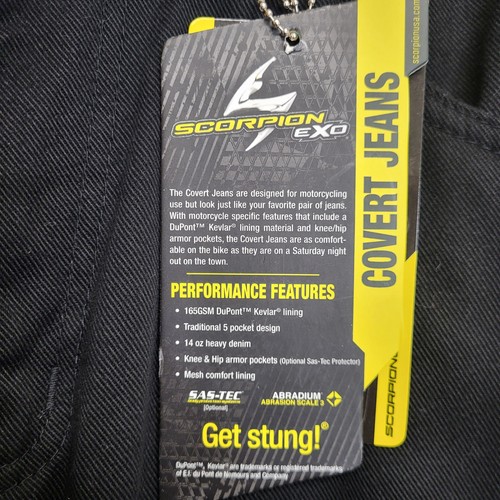 scorpionusa.com
SCORPION
EXO
COVERT JEANS
The Covert Jeans are designed for motorcycling
use but look just like your favorite pair of jeans.
With motorcycle specific features that include a
DuPont™ Kevlar® lining material and knee/hip
armor pockets, the Covert Jeans are as comfort-
able on the bike as they are on a Saturday night
out on the town.
PERFORMANCE FEATURES
• 165GSM DuPont™ Kevlar® lining
• Traditional 5 pocket design
• 14 oz heavy denim
• Knee & Hip armor pockets (Optional Sas-Tec Protector)
• Mesh comfort lining
SAS-TEC
(Optional)
ABRADIUM™
ABRASION SCALE 3
SCORPION
Get stung!®
DuPont™, Kevlar® are trademarks or registered trademarks
of E.I. du Pont de Nemours and Company